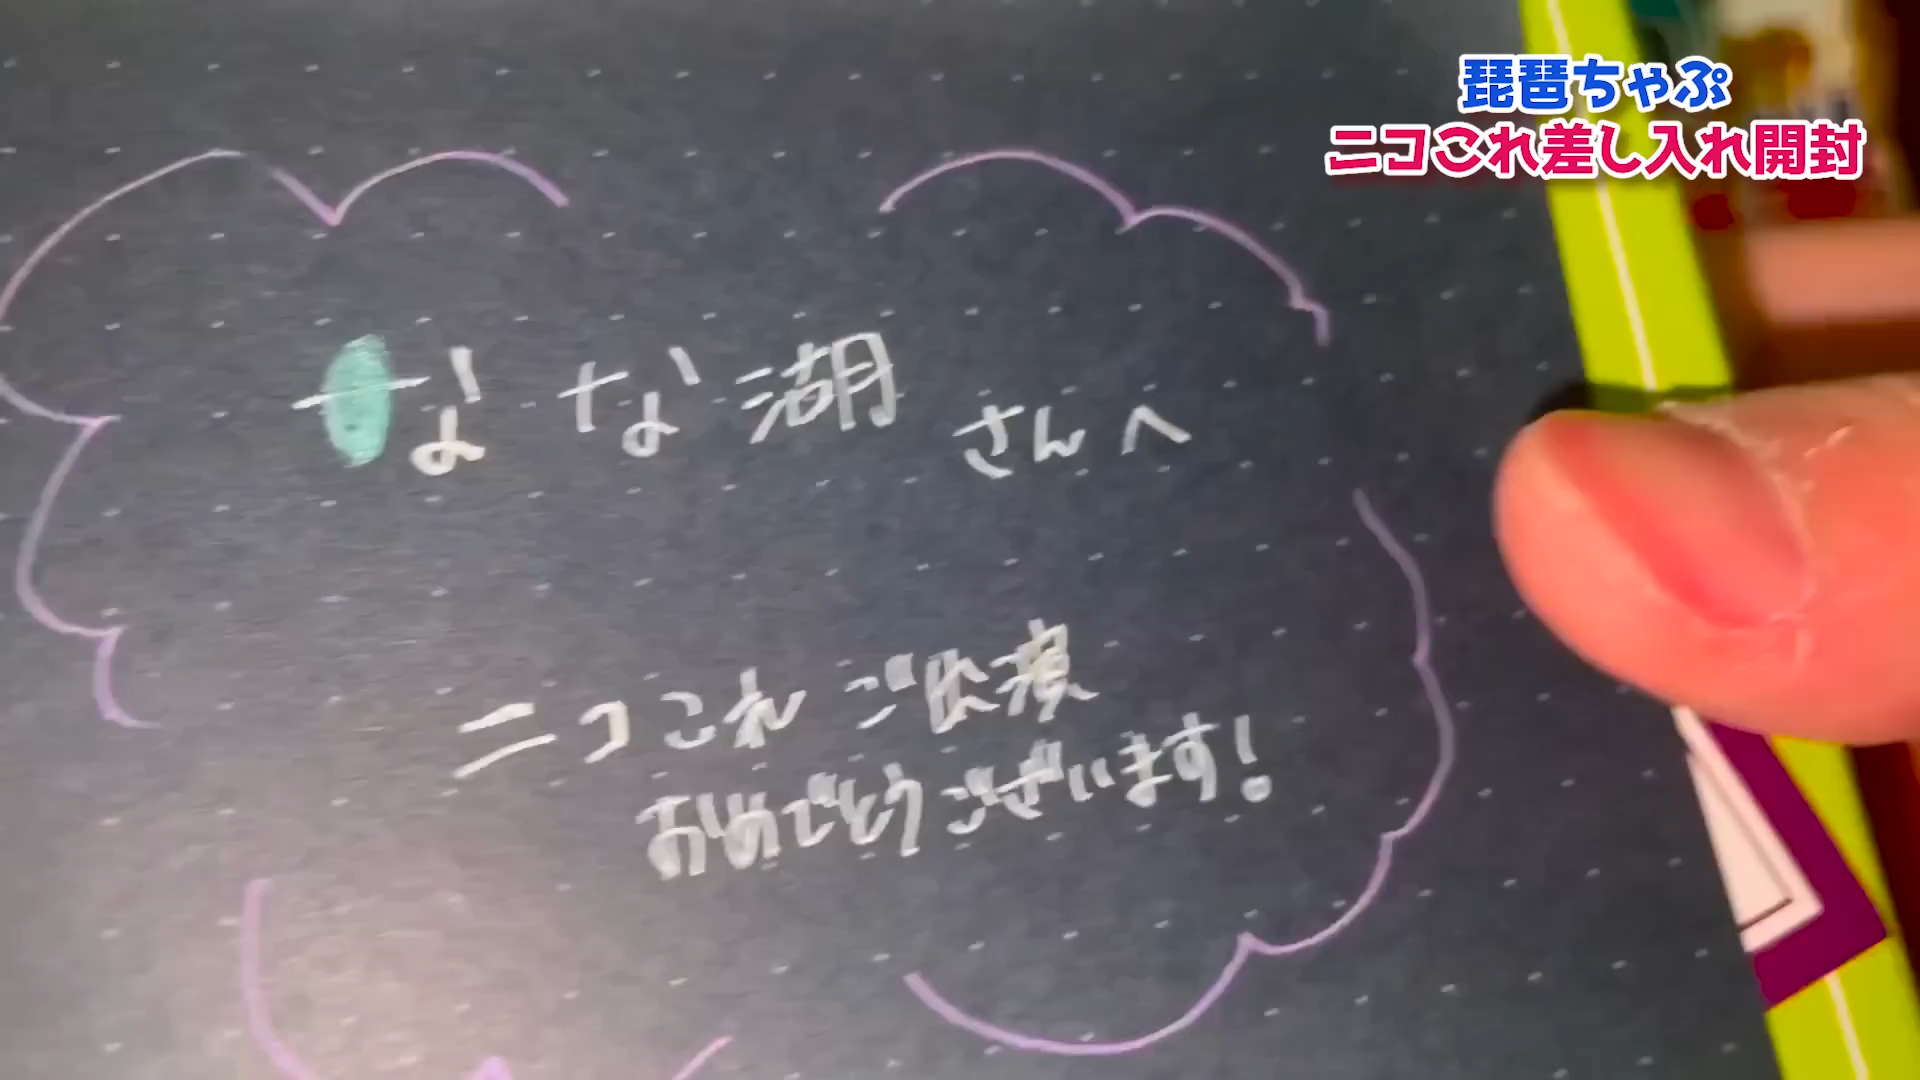 琵琶ちゃぷ
ニコこれ差し入れ開封
なな湖 さんへ
ニコこれ ご出演
おめでとうございます!